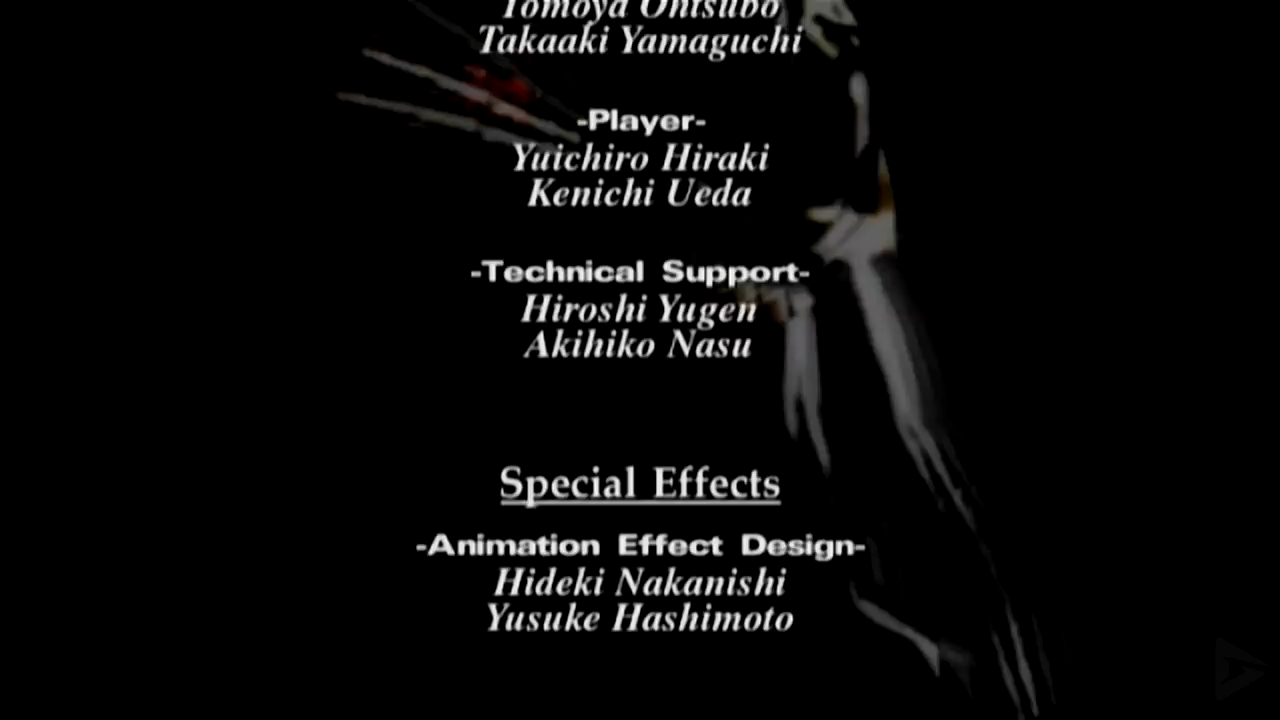 Tomoya Ohtsubo
Takaaki Yamaguchi
-Player-
Yuichiro Hiraki
Kenichi Ueda
-Technical Support-
Hiroshi Yugen
Akihiko Nasu
Special Effects
-Animation Effect Design-
Hideki Nakanishi
Yusuke Hashimoto